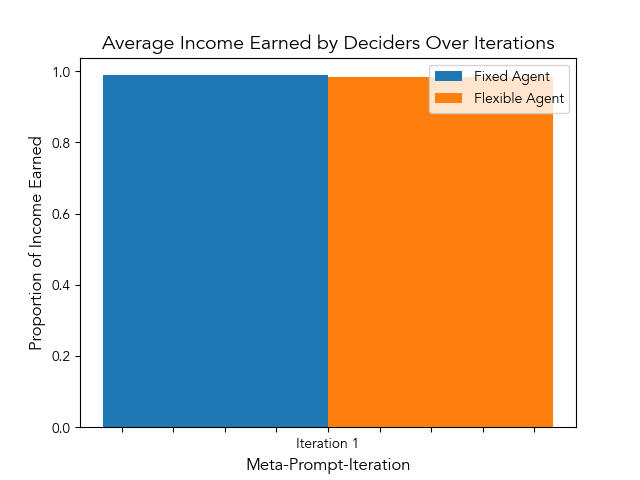 Average Income Earned by Deciders Over Iterations
Fixed Agent
Flexible Agent
1.0
0.8
0.6
0.4
0.2
0.0
Proportion of Income Earned
Iteration 1
Meta-Prompt-Iteration